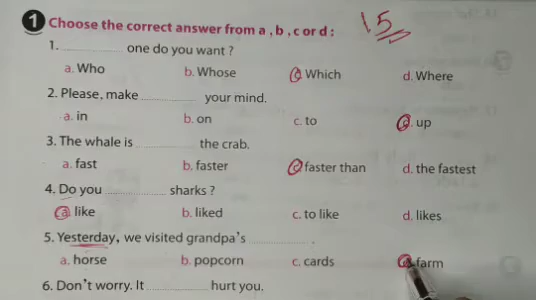 1 Choose the correct answer from a , b , c or d :
15
1. .............. one do you want ?
a. Who b. Whose c. Which d. Where
2. Please, make .............. your mind.
a. in b. on c. to d. up
3. The whale is .............. the crab.
a. fast b. faster c. faster than d. the fastest
4. Do you .............. sharks ?
a. like b. liked c. to like d. likes
5. Yesterday, we visited grandpa's .............. .
a. horse b. popcorn c. cards d. farm
6. Don't worry. It .............. hurt you.